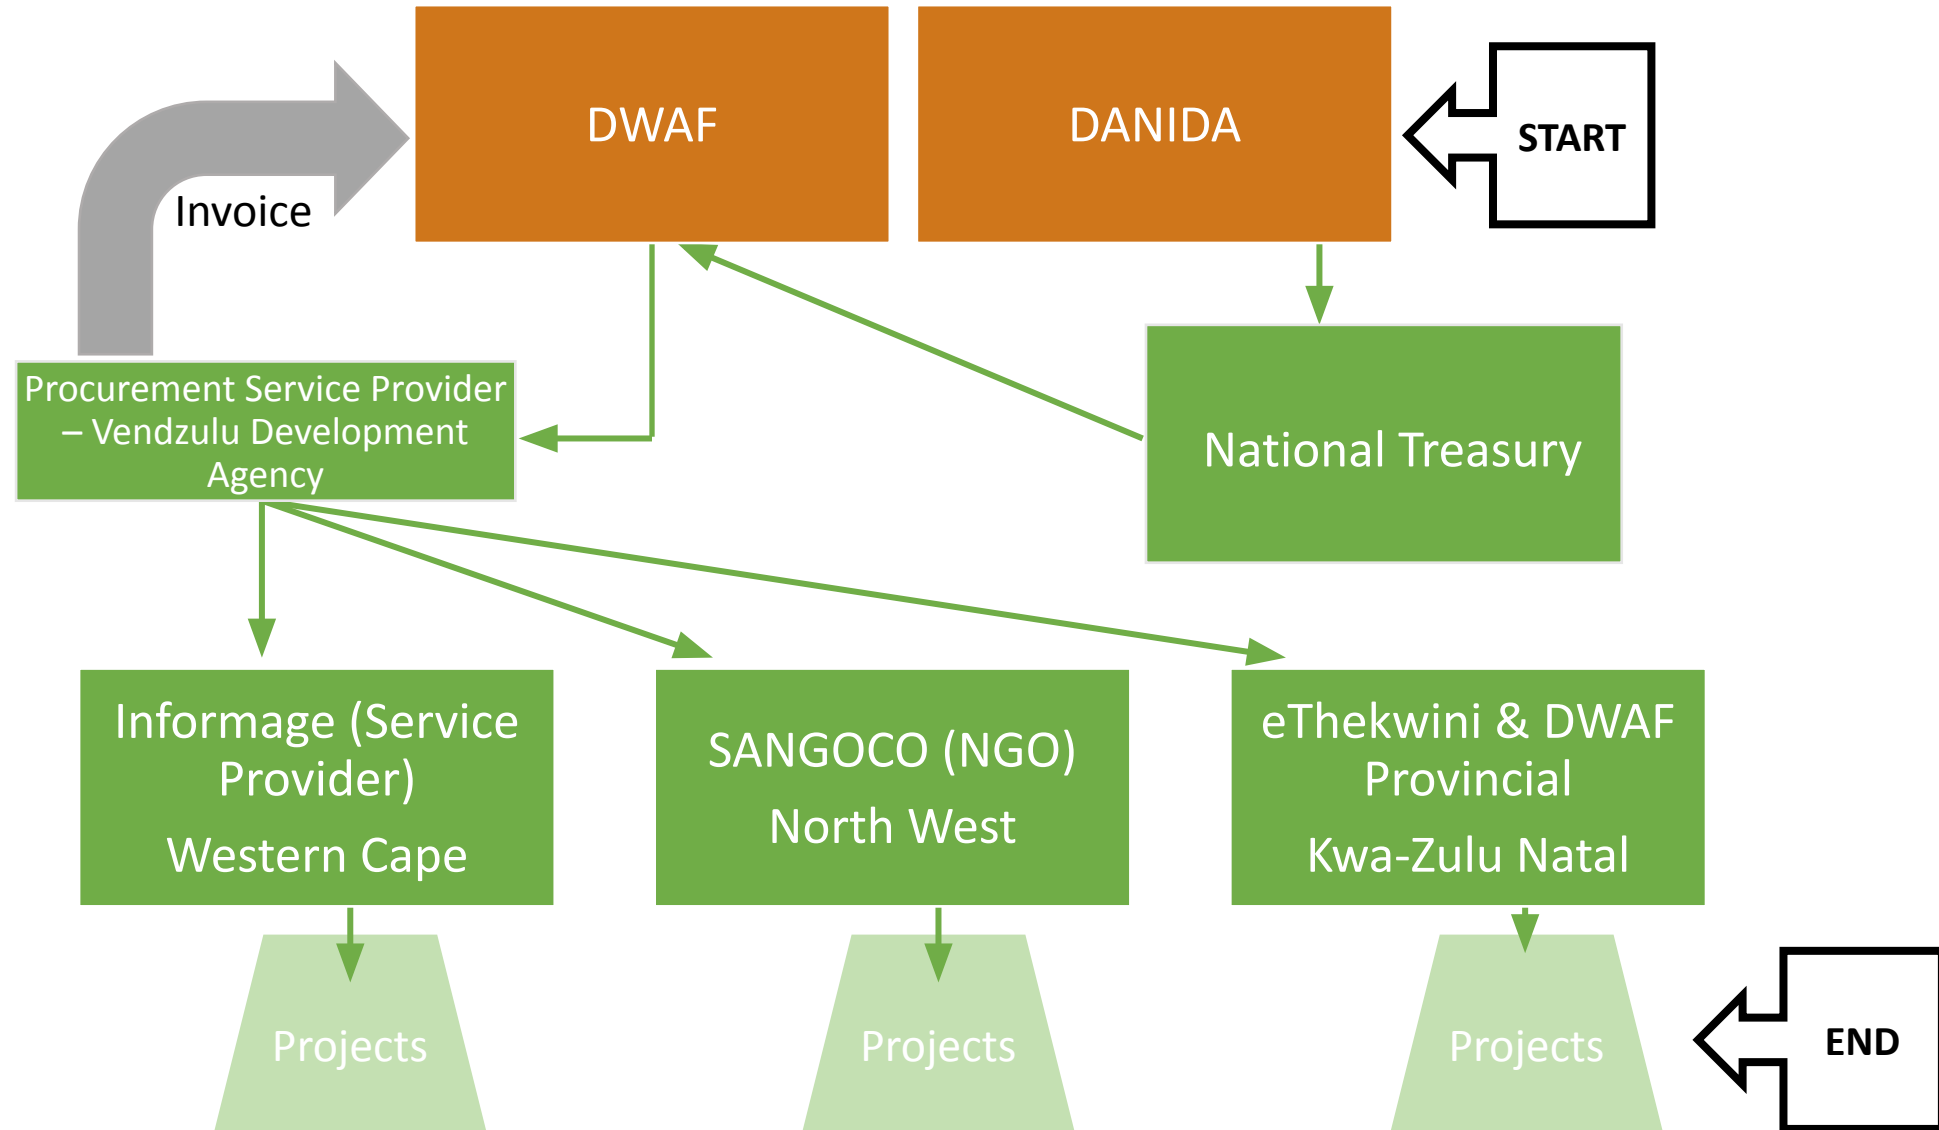 DWAF
DANIDA
START
Invoice
Procurement Service Provider
– Vendzulu Development
Agency
National Treasury
Informage (Service
Provider)
Western Cape
SANGOCO (NGO)
North West
eThekwini & DWAF
Provincial
Kwa-Zulu Natal
Projects
Projects
Projects
END